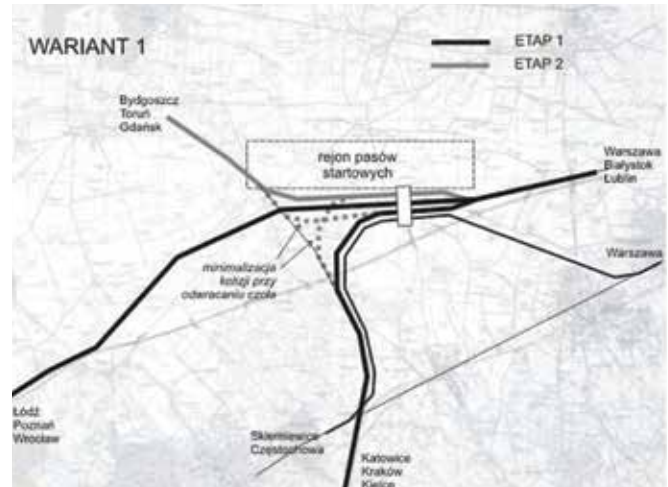 WARIANT 1
ETAP 1
ETAP 2
Bydgoszcz
Toruń
Gdańsk
rejon pasów
startowych
Warszawa
Białystok
Lublin
Warszawa
minimalizacja
kolizji przy
odwracaniu czoła
Łódź
Poznań
Wrocław
Skierniewice
Częstochowa
Katowice
Kraków
Kielce